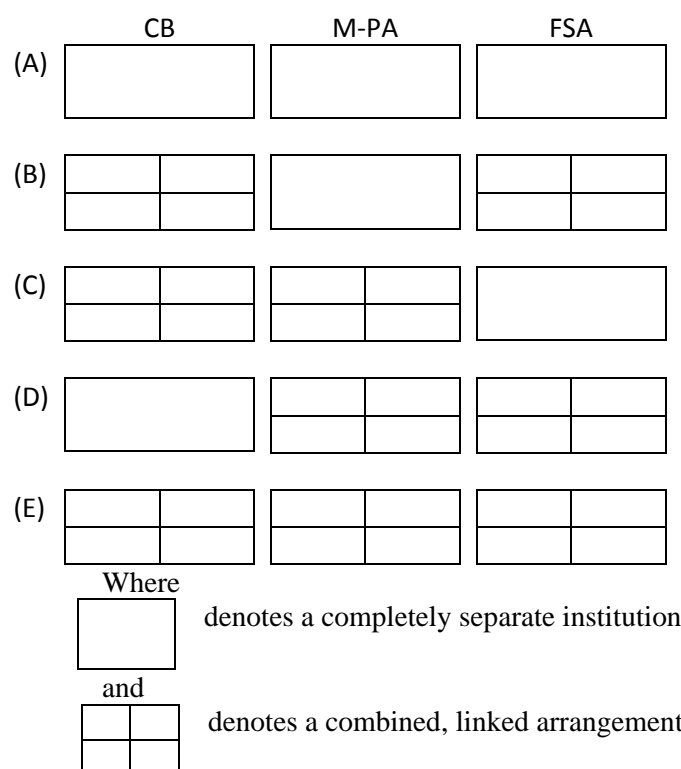 CB M-PA FSA
(A)
(B)
(C)
(D)
(E)
Where
denotes a completely separate institution
and
denotes a combined, linked arrangement